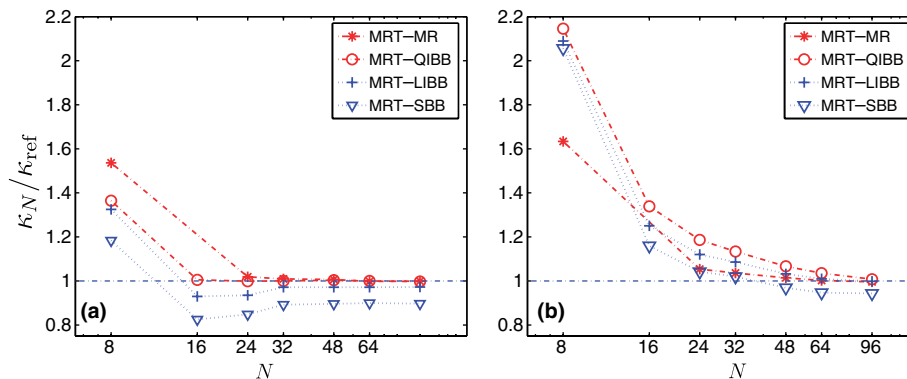 κN/κref
2.2
2
1.8
1.6
1.4
1.2
1
0.8
MRT−MR
MRT−QIBB
MRT−LIBB
MRT−SBB
(a)
8 16 24 32 48 64
N
2.2
2
1.8
1.6
1.4
1.2
1
0.8
MRT−MR
MRT−QIBB
MRT−LIBB
MRT−SBB
(b)
8 16 24 32 48 64 96
N